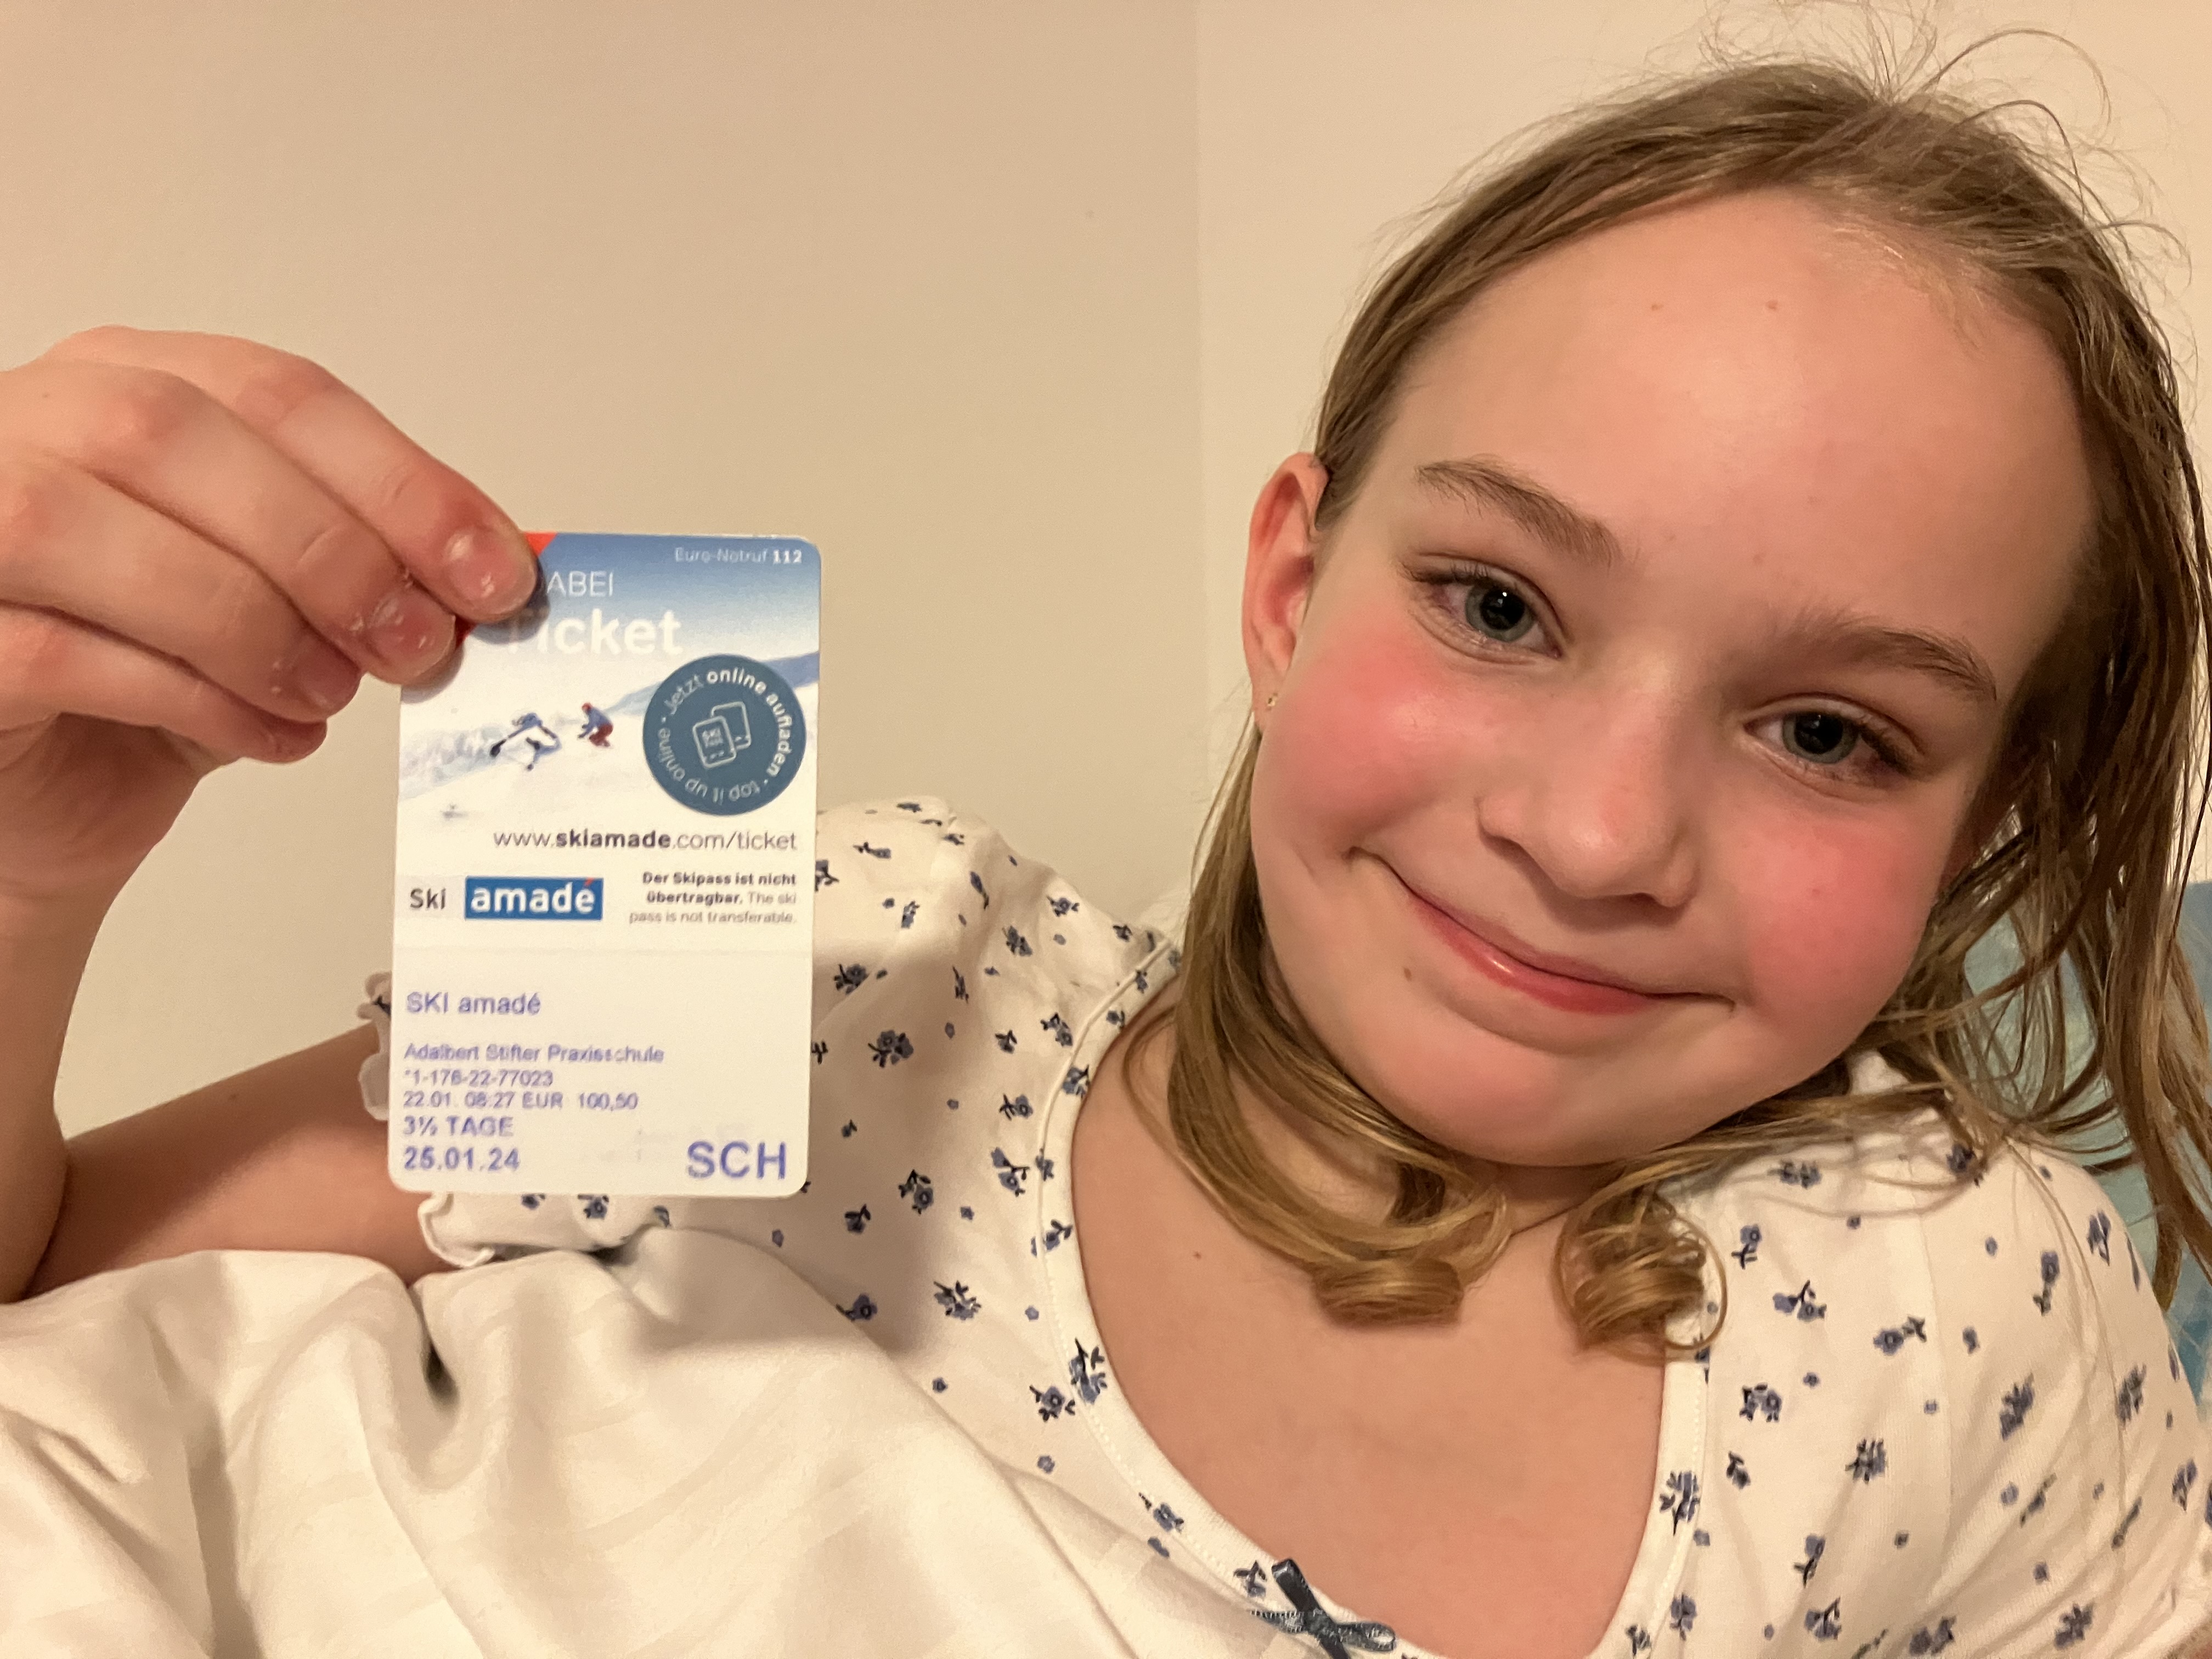 Euro-Notruf 112
ABEI
Ticket
Jetzt online aufladen · top it up online ·
SKI
www.skiamade.com/ticket
Ski amadé
Der Skipass ist nicht
übertragbar. The ski
pass is not transferable.
SKI amadé
Adalbert Stifter Praxisschule
*1-176-22-77023
22.01. 08:27 EUR 100,50
3½ TAGE
25.01.24
SCH